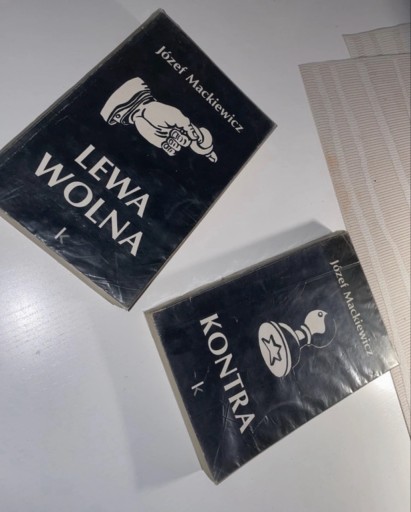 Józef Mackiewicz
LEWA
WOLNA
k
Józef Mackiewicz
KONTRA
k